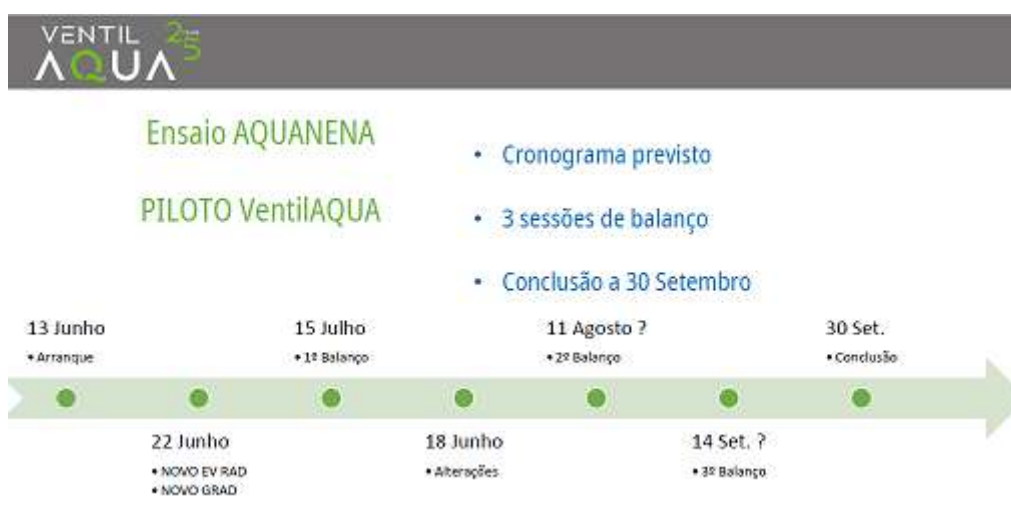 VENTIL
AQUA 25
Ensaio AQUANENA
PILOTO VentilAQUA
• Cronograma previsto
• 3 sessões de balanço
• Conclusão a 30 Setembro
13 Junho
• Arranque
22 Junho
• NOVO EV RAD
• NOVO GRAD
15 Julho
• 1º Balanço
18 Junho
• Alterações
11 Agosto ?
• 2º Balanço
14 Set. ?
• 3º Balanço
30 Set.
• Conclusão